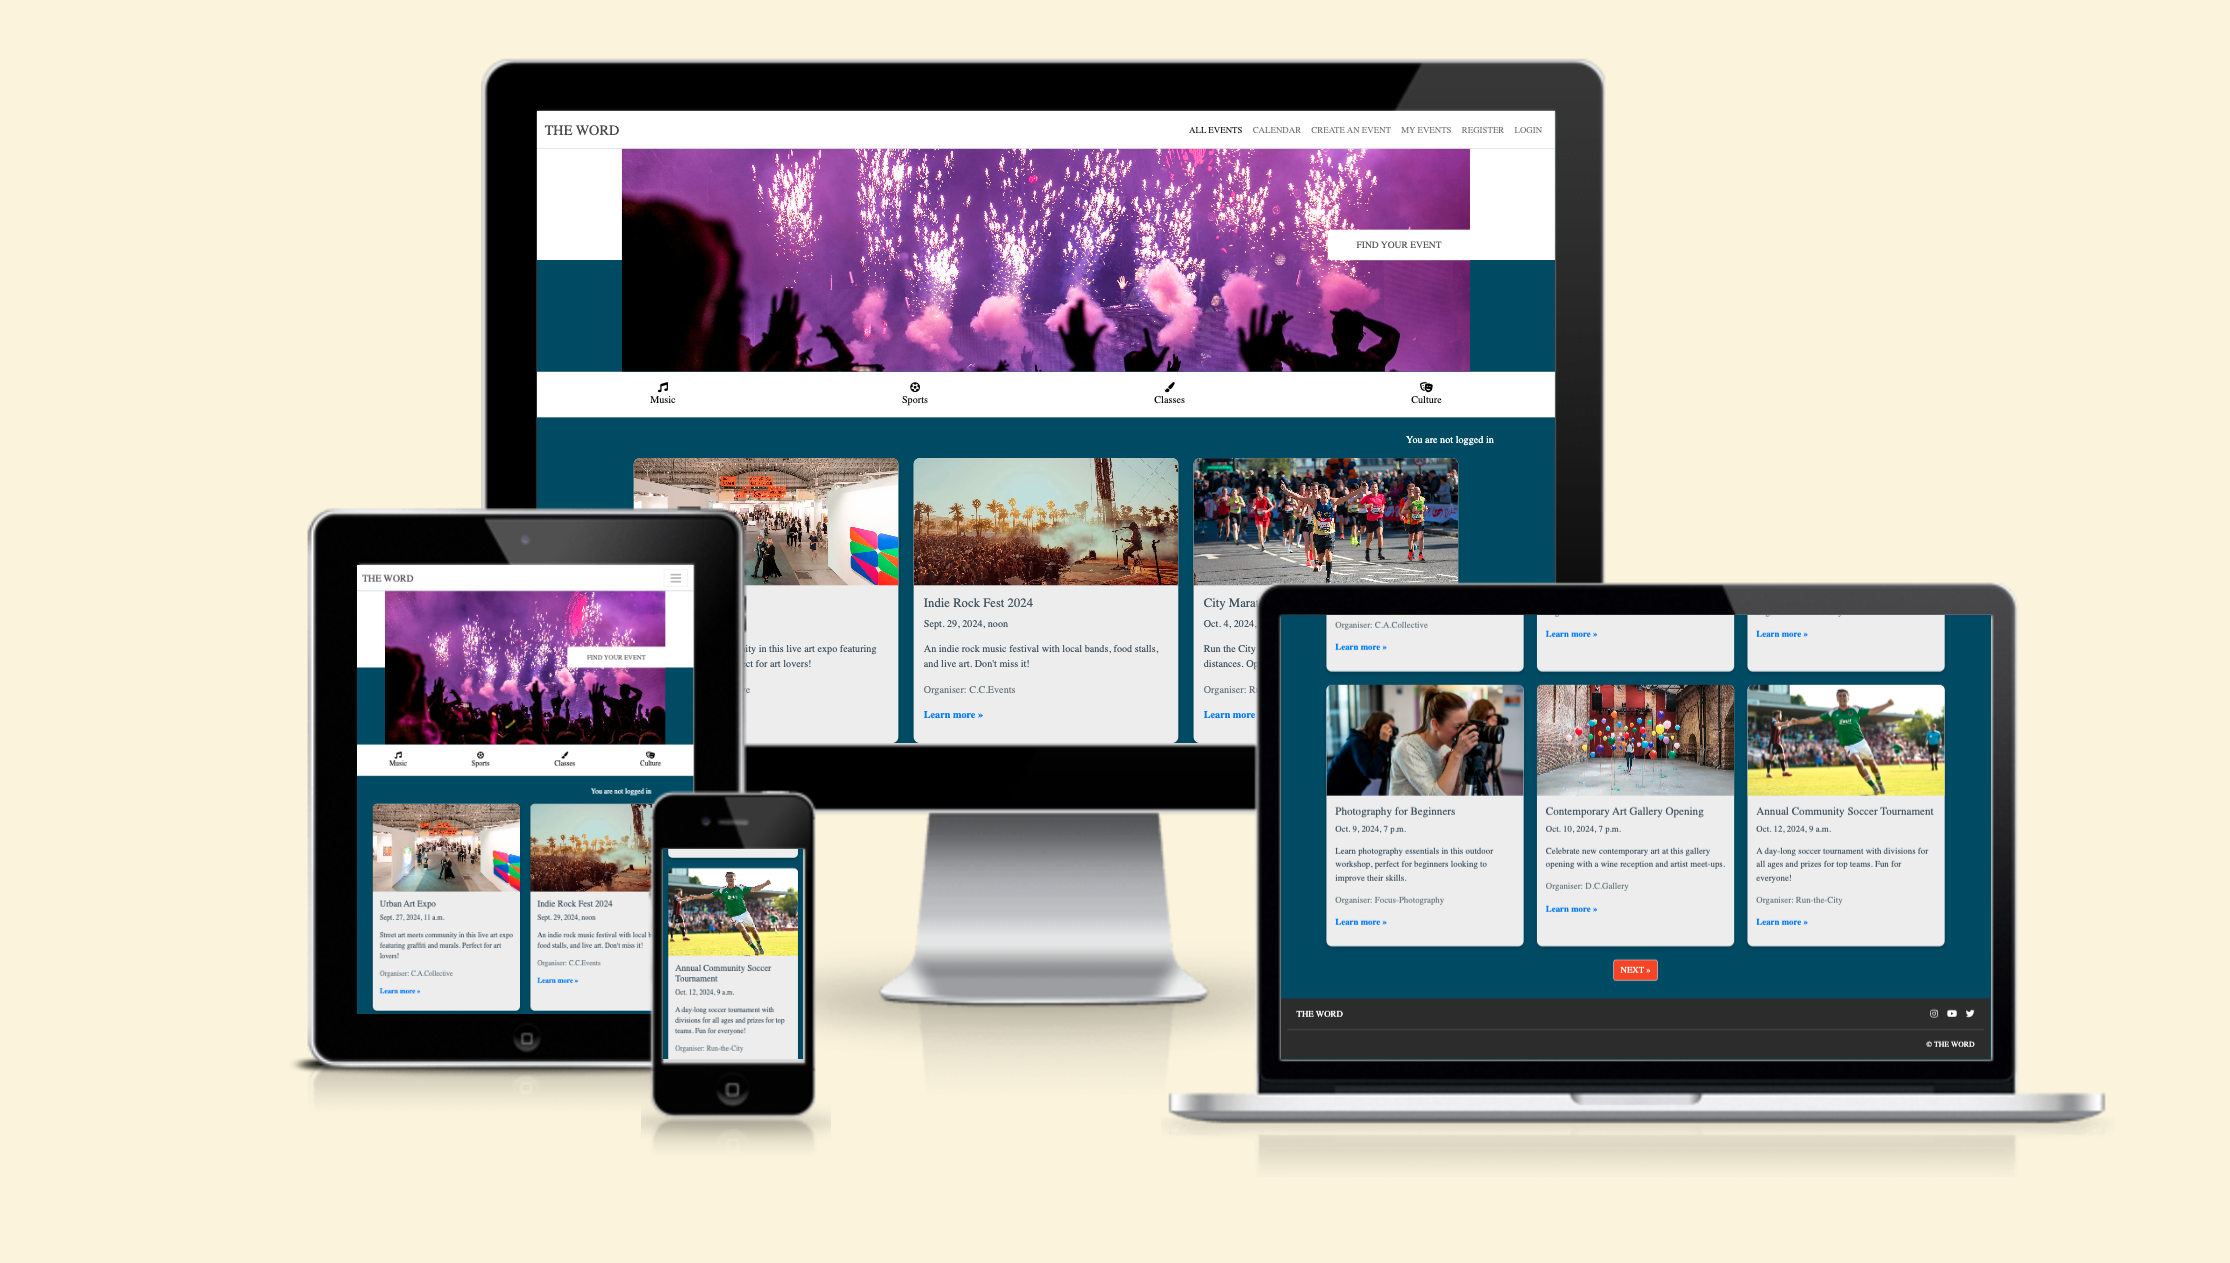 THE WORD
ALL EVENTS CALENDAR CREATE AN EVENT MY EVENTS REGISTER LOGIN
FIND YOUR EVENT
Music Sports Classes Culture
You are not logged in
Indie Rock Fest 2024
Sept. 29, 2024, noon
An indie rock music festival with local bands, food stalls,
and live art. Don't miss it!
Organiser: C.C.Events
Learn more »
City
Oct. 4, 2024,
Run the City
distances.
Organiser:
Learn more
in this live art expo featuring
for art lovers!
THE WORD
FIND YOUR EVENT
Music Sports Classes Culture
You are not logged in
Urban Art Expo
Sept. 27, 2024, 11 a.m.
Street art meets community in this live art expo
featuring graffiti and murals. Perfect for art
lovers!
Organiser: C.A.Collective
Learn more »
Indie Rock Fest 2024
Sept. 29, 2024, noon
An indie rock music festival with local
food stalls, and live art. Don't miss it!
Organiser: C.C.Events
Learn more »
Annual Community Soccer
Tournament
Oct. 12, 2024, 9 a.m.
A day-long soccer tournament with
divisions for all ages and prizes for top
teams. Fun for everyone!
Organiser: Run-the-City
Organiser: C.A.Collective
Learn more »
Learn more »
Learn more »
Photography for Beginners
Oct. 9, 2024, 7 p.m.
Learn photography essentials in this outdoor
workshop, perfect for beginners looking to
improve their skills.
Organiser: Focus-Photography
Learn more »
Contemporary Art Gallery Opening
Oct. 10, 2024, 7 p.m.
Celebrate new contemporary art at this gallery
opening with a wine reception and artist meet-ups.
Organiser: D.C.Gallery
Learn more »
Annual Community Soccer Tournament
Oct. 12, 2024, 9 a.m.
A day-long soccer tournament with divisions for
all ages and prizes for top teams. Fun for
everyone!
Organiser: Run-the-City
Learn more »
NEXT »
THE WORD
© THE WORD